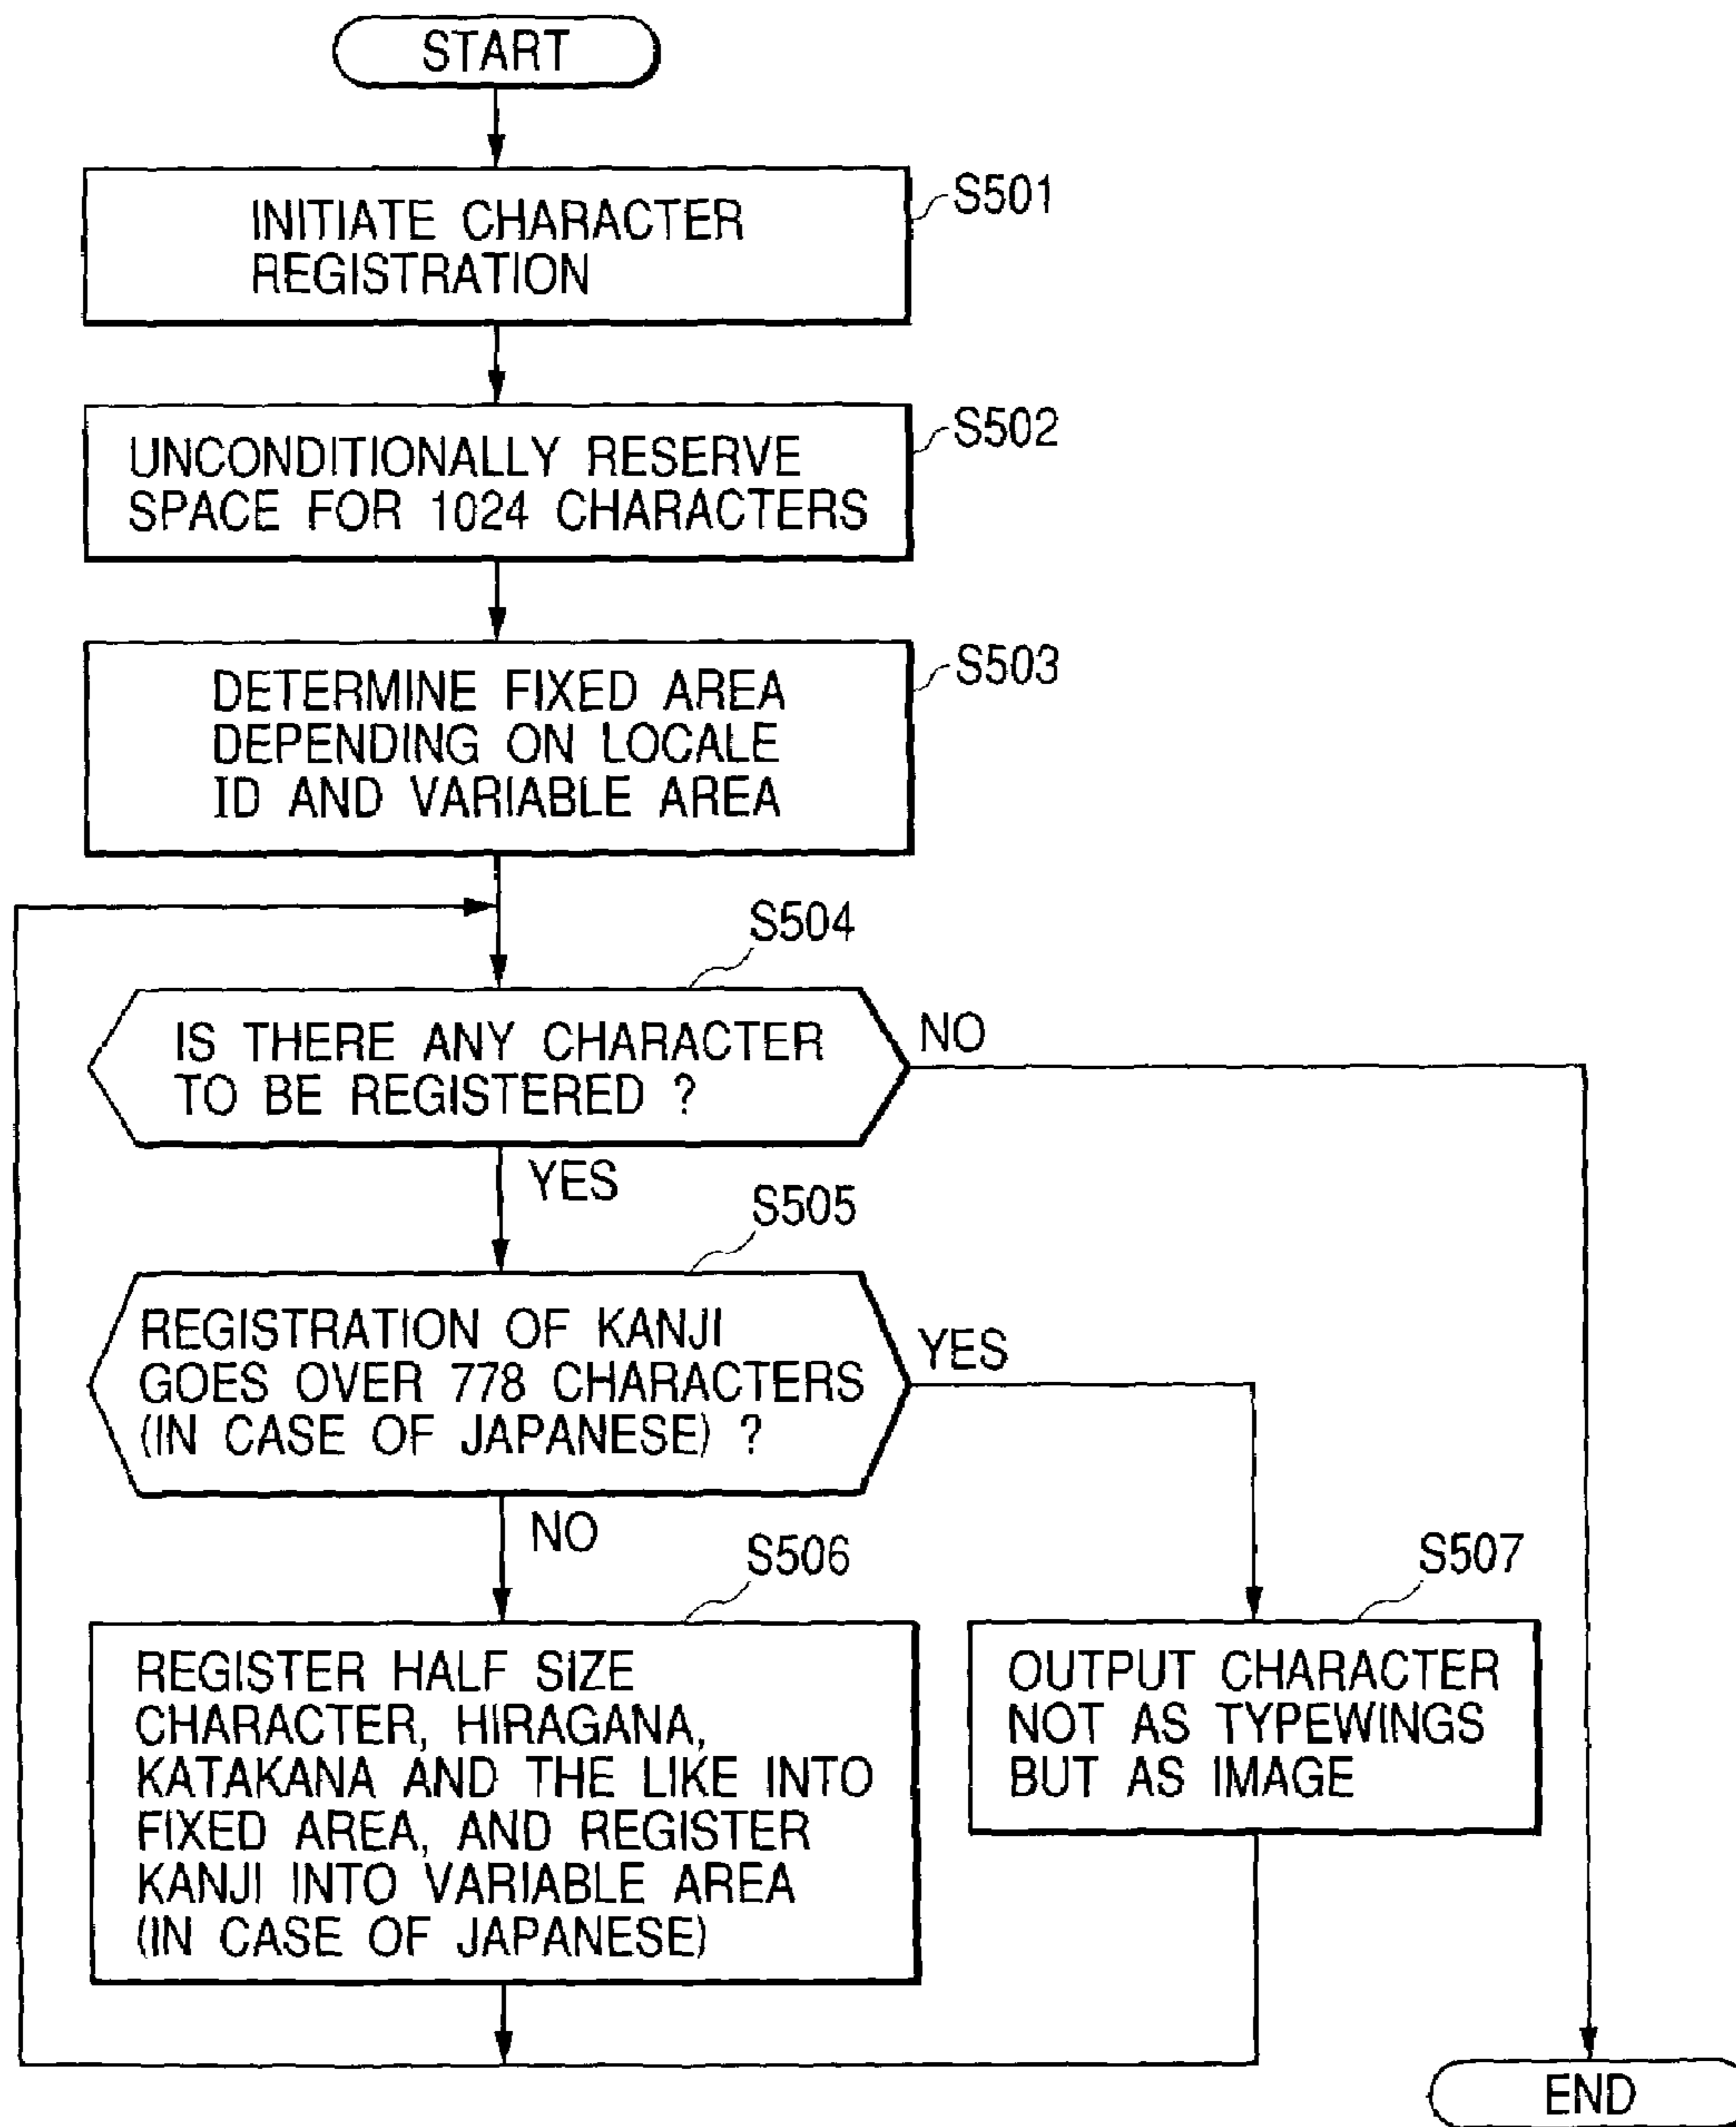 START
S501
INITIATE CHARACTER
REGISTRATION
S502
UNCONDITIONALLY RESERVE
SPACE FOR 1024 CHARACTERS
S503
DETERMINE FIXED AREA
DEPENDING ON LOCALE
ID AND VARIABLE AREA
S504
IS THERE ANY CHARACTER
TO BE REGISTERED ?
NO
YES
S505
REGISTRATION OF KANJI
GOES OVER 778 CHARACTERS
(IN CASE OF JAPANESE) ?
YES
NO
S506
REGISTER HALF SIZE
CHARACTER, HIRAGANA,
KATAKANA AND THE LIKE INTO
FIXED AREA, AND REGISTER
KANJI INTO VARIABLE AREA
(IN CASE OF JAPANESE)
S507
OUTPUT CHARACTER
NOT AS TYPEWINGS
BUT AS IMAGE
END